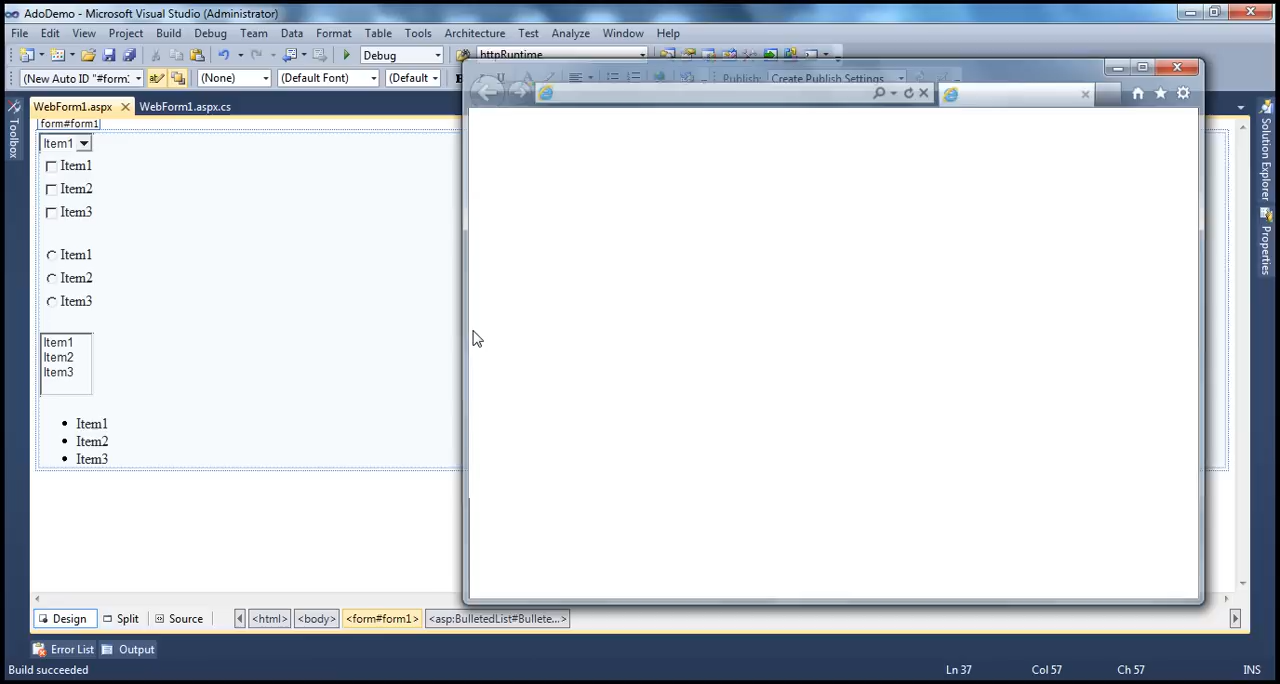 AdoDemo - Microsoft Visual Studio (Administrator)
File Edit View Project Build Debug Team Data Format Table Tools Architecture Test Analyze Window Help
Debug httpRuntime
(New Auto ID "#form: (None) (Default Font) (Default Publish: Create Publish Settings
WebForm1.aspx WebForm1.aspx.cs
form#form1
Toolbox
Item1
Item1
Item2
Item3
Item1
Item2
Item3
Item1
Item2
Item3
Item1
Item2
Item3
Solution Explorer
Properties
Design Split Source <html> <body> <form#form1> <asp:BulletedList#Bullete...>
Error List Output
Build succeeded Ln 37 Col 57 Ch 57 INS